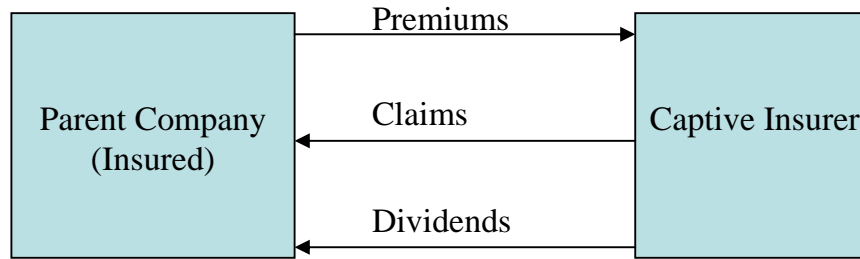 Premiums
Parent Company
(Insured)
Claims
Captive Insurer
Dividends